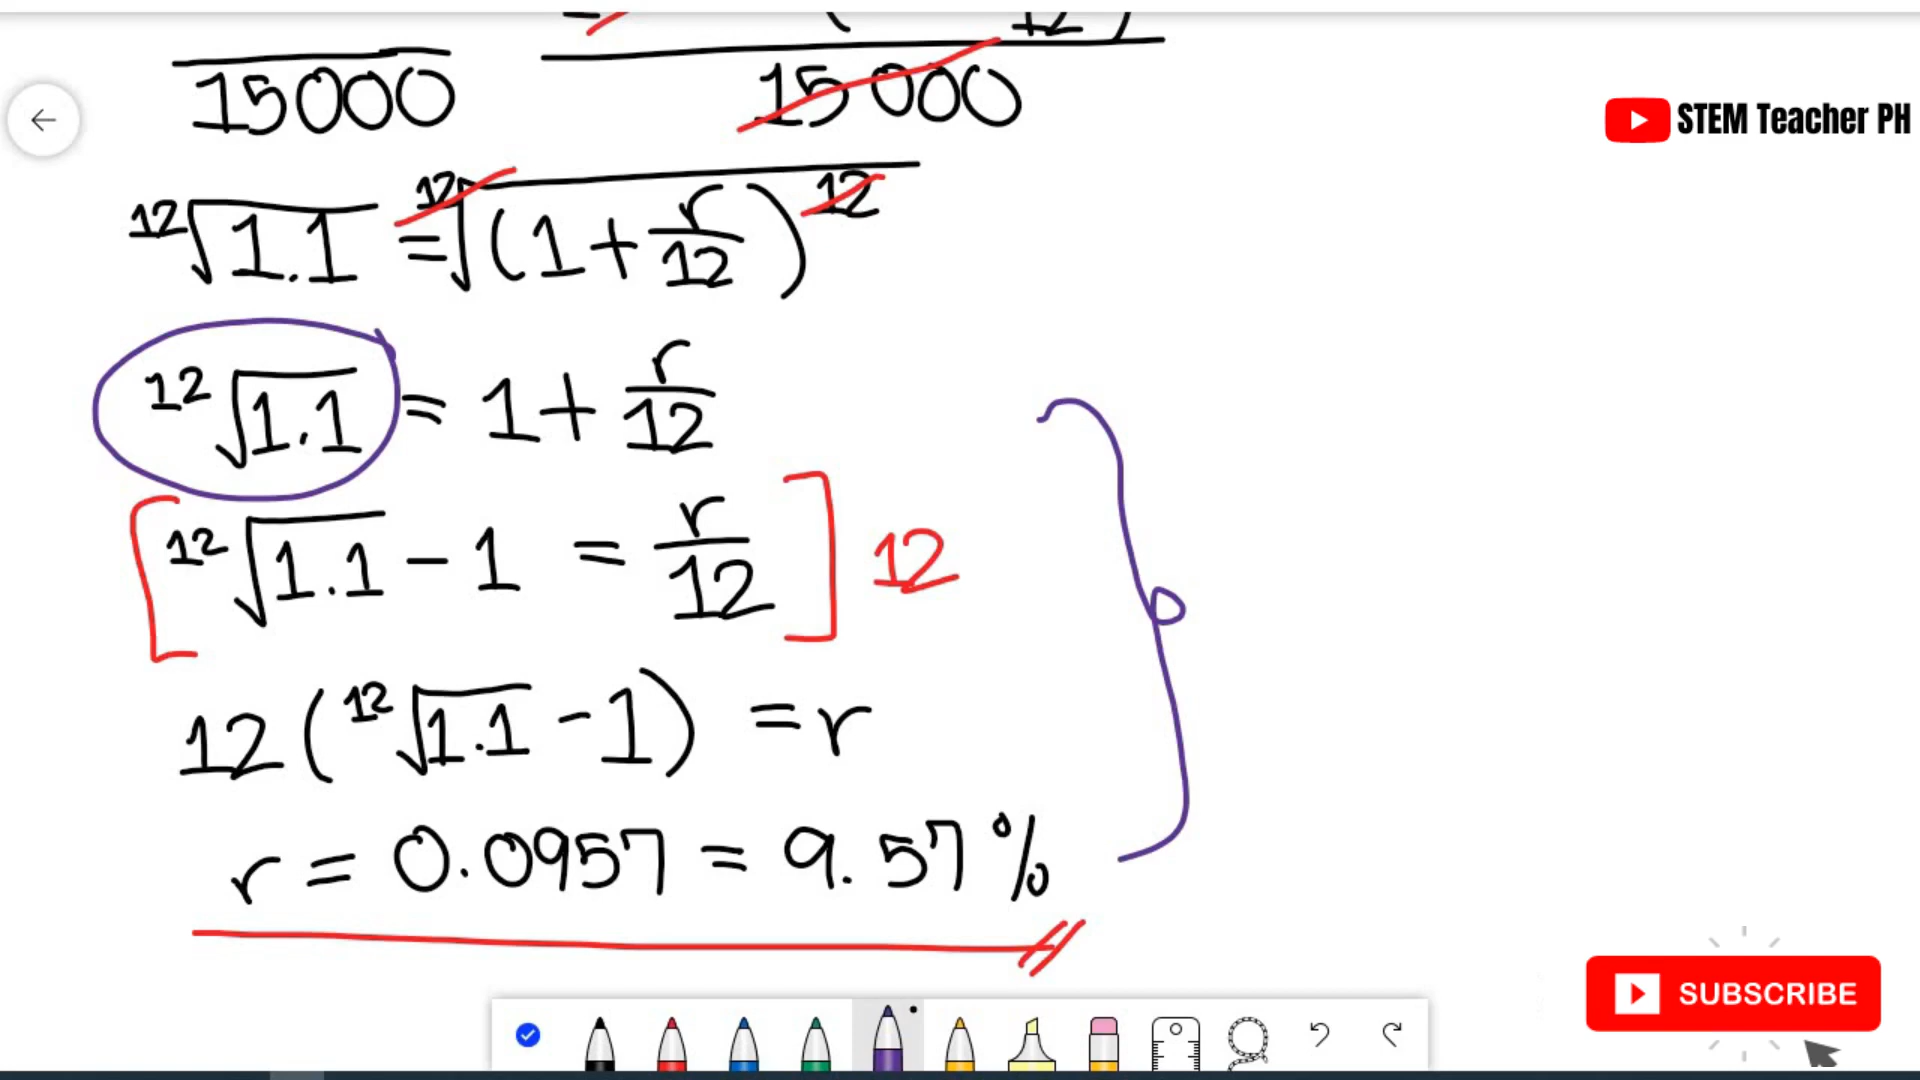 12
15000 15000
STEM Teacher PH
¹²√1.1 = ¹²√(1 + r/12)¹²
¹²√1.1 = 1 + r/12
[¹²√1.1 - 1 = r/12] 12
12(¹²√1.1 - 1) = r
r = 0.0957 = 9.57%
SUBSCRIBE